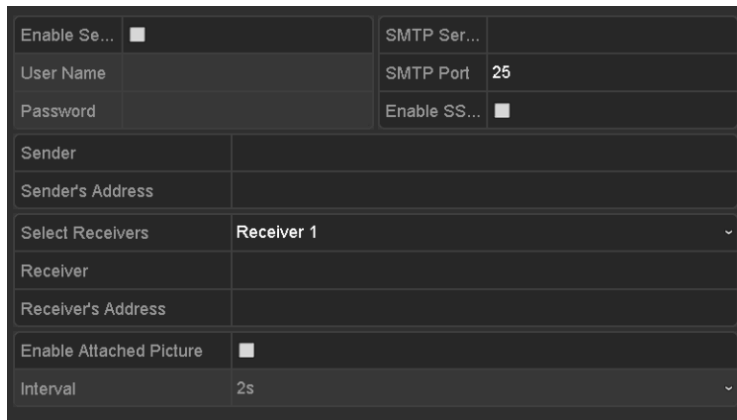 Enable Se...
SMTP Ser...
User Name
SMTP Port 25
Password
Enable SS...
Sender
Sender's Address
Select Receivers Receiver 1
Receiver
Receiver's Address
Enable Attached Picture
Interval 2s